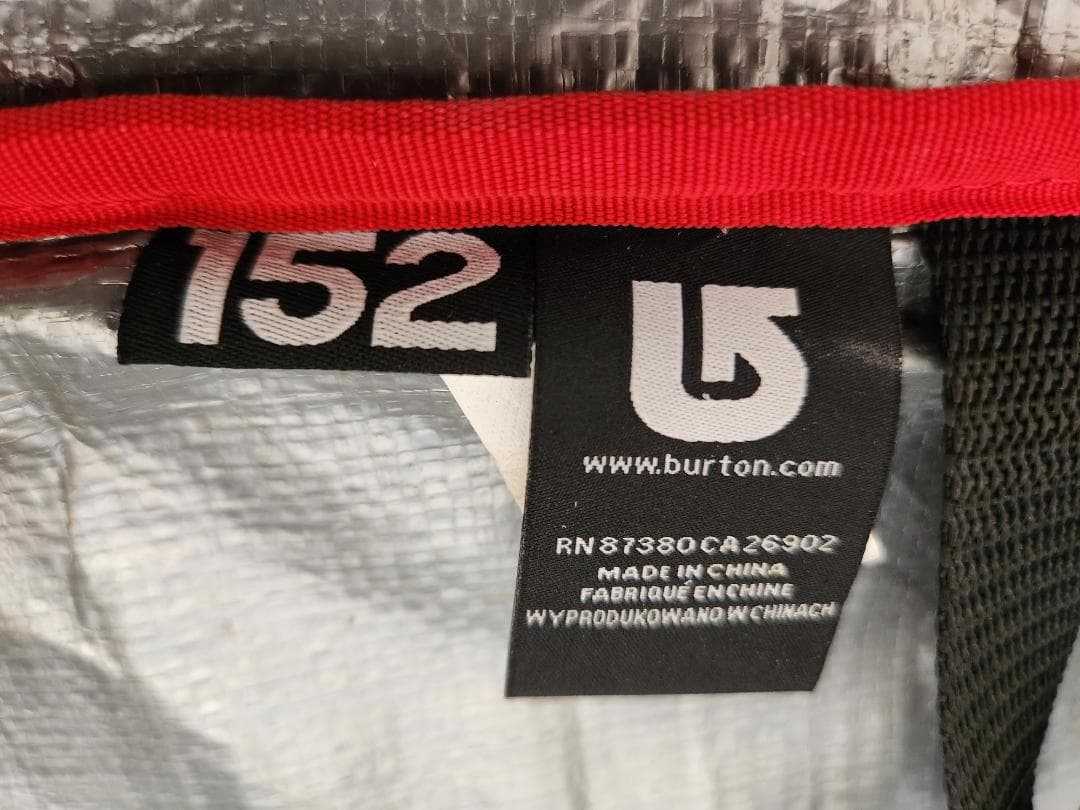 152
www.burton.com
RN 87380 CA 26902
MADE IN CHINA
FABRIQUÉ EN CHINE
WYPRODUKOWANO W CHINACH